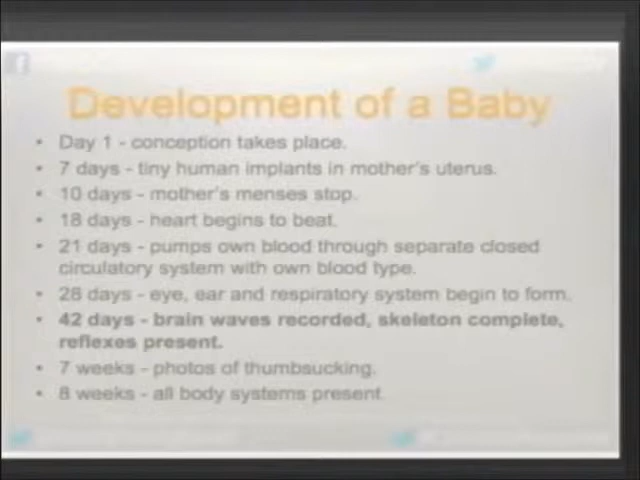 Development of a Baby
• Day 1 - conception takes place.
• 7 days - tiny human implants in mother's uterus.
• 10 days - mother's menses stop.
• 18 days - heart begins to beat.
• 21 days - pumps own blood through separate closed
circulatory system with own blood type.
• 28 days - eye, ear and respiratory system begin to form.
• 42 days - brain waves recorded, skeleton complete,
reflexes present.
• 7 weeks - photos of thumbsucking.
• 8 weeks - all body systems present.